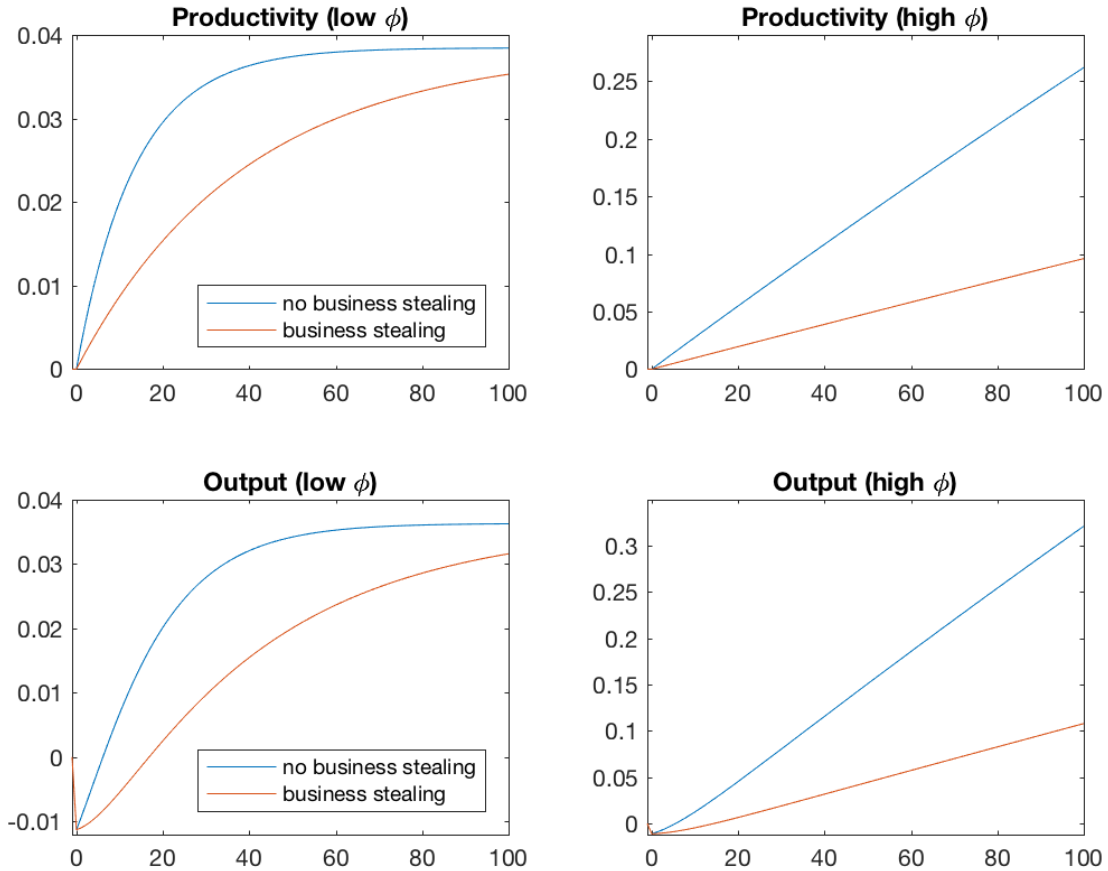 Productivity (low ϕ)
0.04
0.03
0.02
0.01
0
no business stealing
business stealing
0 20 40 60 80 100
Productivity (high ϕ)
0.25
0.2
0.15
0.1
0.05
0
0 20 40 60 80 100
Output (low ϕ)
0.04
0.03
0.02
0.01
0
-0.01
no business stealing
business stealing
0 20 40 60 80 100
Output (high ϕ)
0.3
0.25
0.2
0.15
0.1
0.05
0
0 20 40 60 80 100